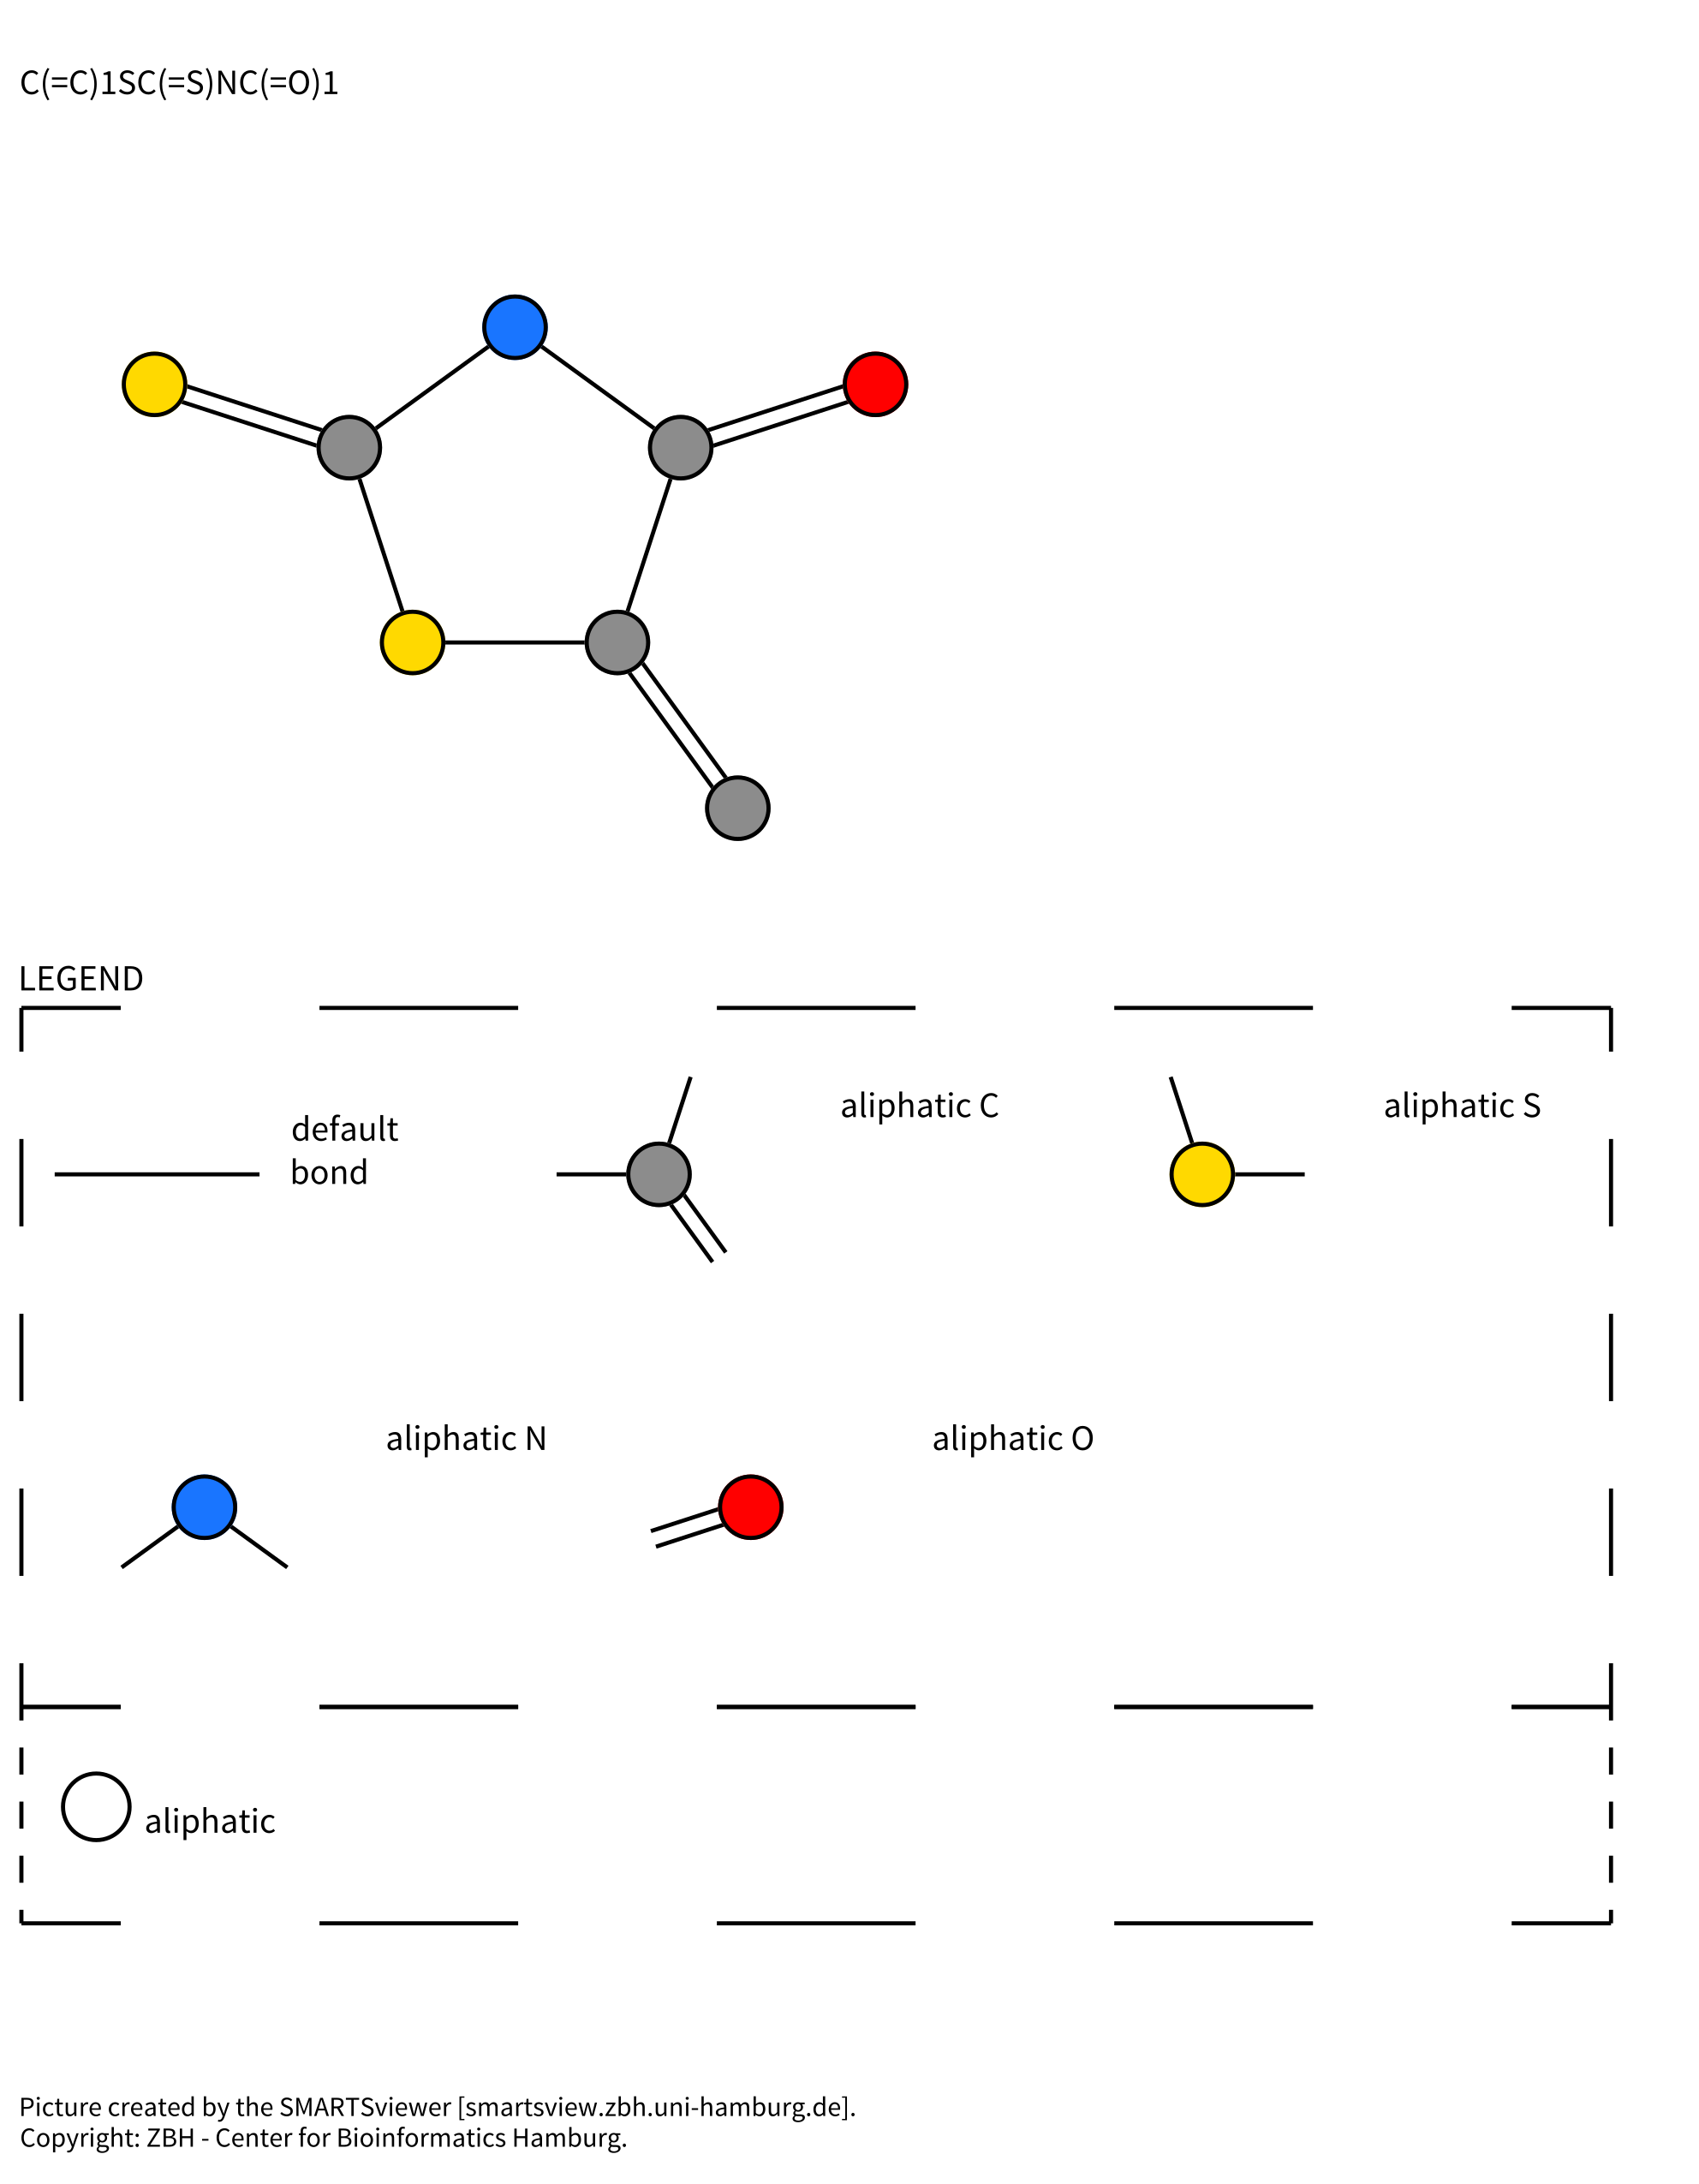 C(=C)1SC(=S)NC(=O)1
LEGEND
default
bond
aliphatic C
aliphatic S
aliphatic N
aliphatic O
aliphatic
Picture created by the SMARTSviewer [smartsview.zbh.uni-hamburg.de].
Copyright: ZBH - Center for Bioinformatics Hamburg.